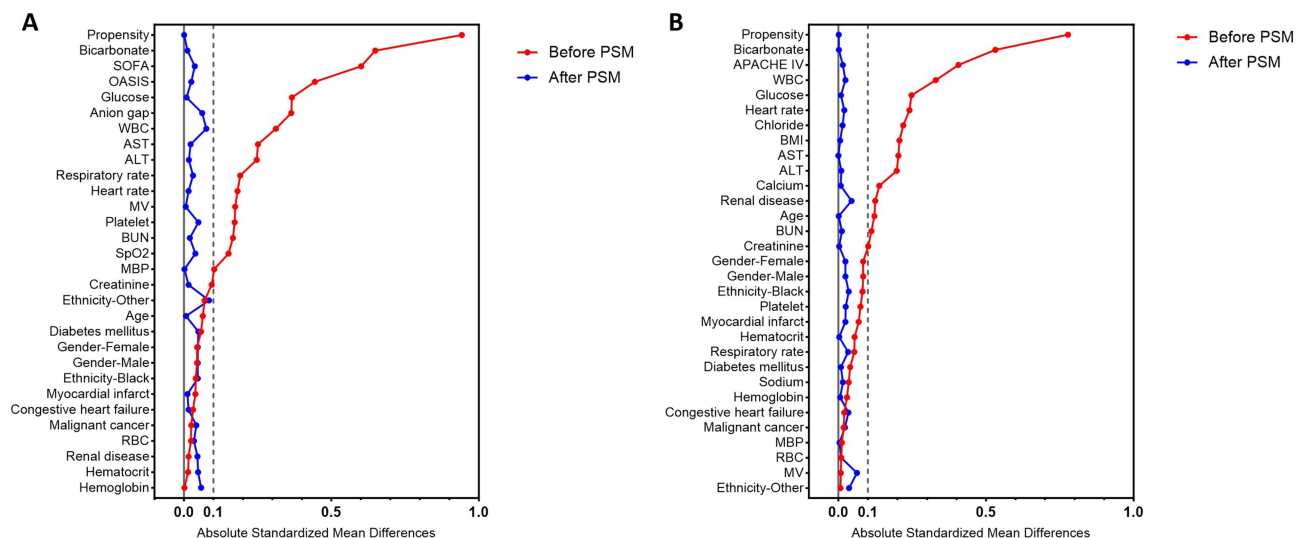 A
Propensity
Bicarbonate
SOFA
OASIS
Glucose
Anion gap
WBC
AST
ALT
Respiratory rate
Heart rate
MV
Platelet
BUN
SpO2
MBP
Creatinine
Ethnicity-Other
Age
Diabetes mellitus
Gender-Female
Gender-Male
Ethnicity-Black
Myocardial infarct
Congestive heart failure
Malignant cancer
RBC
Renal disease
Hematocrit
Hemoglobin
0.0 0.1 0.5 1.0
Absolute Standardized Mean Differences
Before PSM
After PSM
B
Propensity
Bicarbonate
APACHE IV
WBC
Glucose
Heart rate
Chloride
BMI
AST
ALT
Calcium
Renal disease
Age
BUN
Creatinine
Gender-Female
Gender-Male
Ethnicity-Black
Platelet
Myocardial infarct
Hematocrit
Respiratory rate
Diabetes mellitus
Sodium
Hemoglobin
Congestive heart failure
Malignant cancer
MBP
RBC
MV
Ethnicity-Other
0.0 0.1 0.5 1.0
Absolute Standardized Mean Differences
Before PSM
After PSM